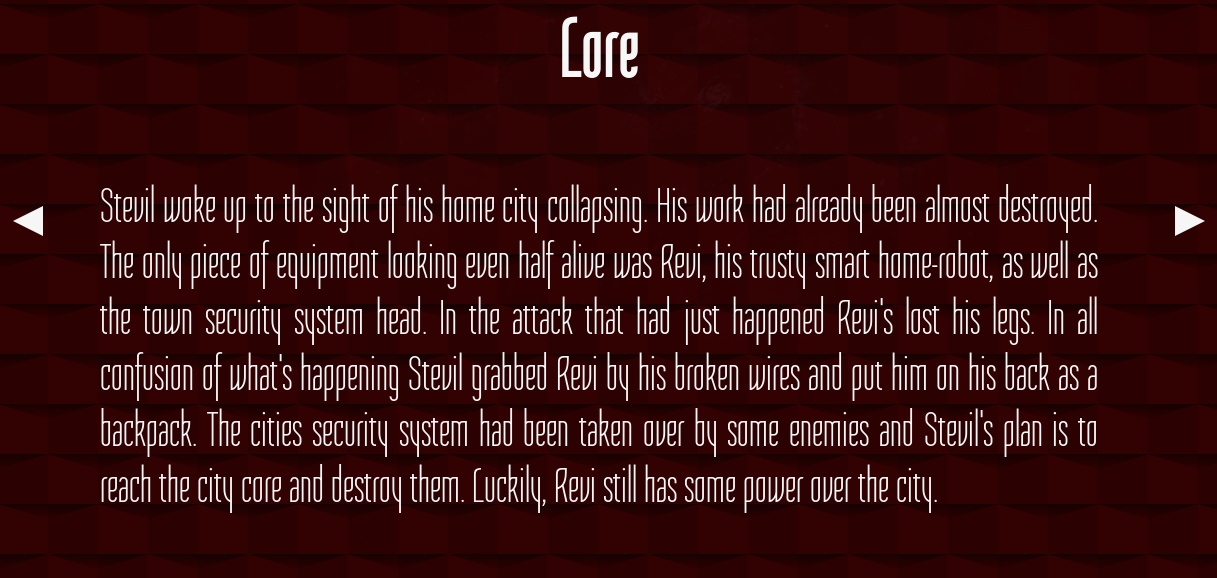 Lore
Stevil woke up to the sight of his home city collapsing. His work had already been almost destroyed.
The only piece of equipment looking even half alive was Revi, his trusty smart home-robot, as well as
the town security system head. In the attack that had just happened Revi's lost his legs. In all
confusion of what's happening Stevil grabbed Revi by his broken wires and put him on his back as a
backpack. The cities security system had been taken over by some enemies and Stevil's plan is to
reach the city core and destroy them. Luckily, Revi still has some power over the city.